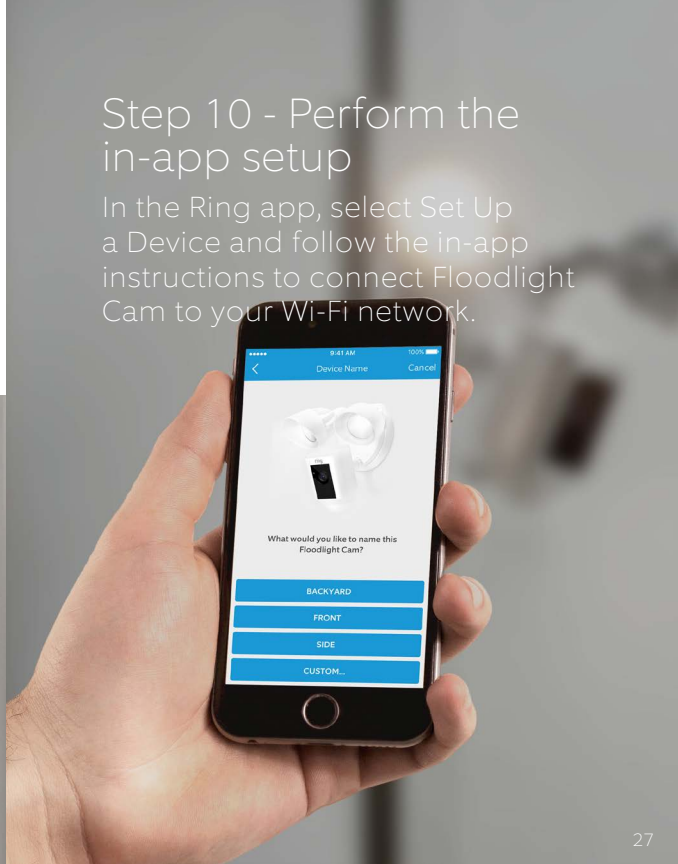 Step 10 - Perform the
in-app setup
In the Ring app, select Set Up
a Device and follow the in-app
instructions to connect Floodlight
Cam to your Wi-Fi network.
9:41 AM
100%
Device Name
Cancel
ring
What would you like to name this
Floodlight Cam?
BACKYARD
FRONT
SIDE
CUSTOM...
27